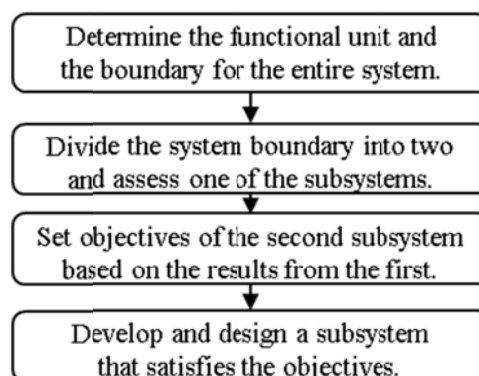 Determine the functional unit and
the boundary for the entire system.
Divide the system boundary into two
and assess one of the subsystems.
Set objectives of the second subsystem
based on the results from the first.
Develop and design a subsystem
that satisfies the objectives.